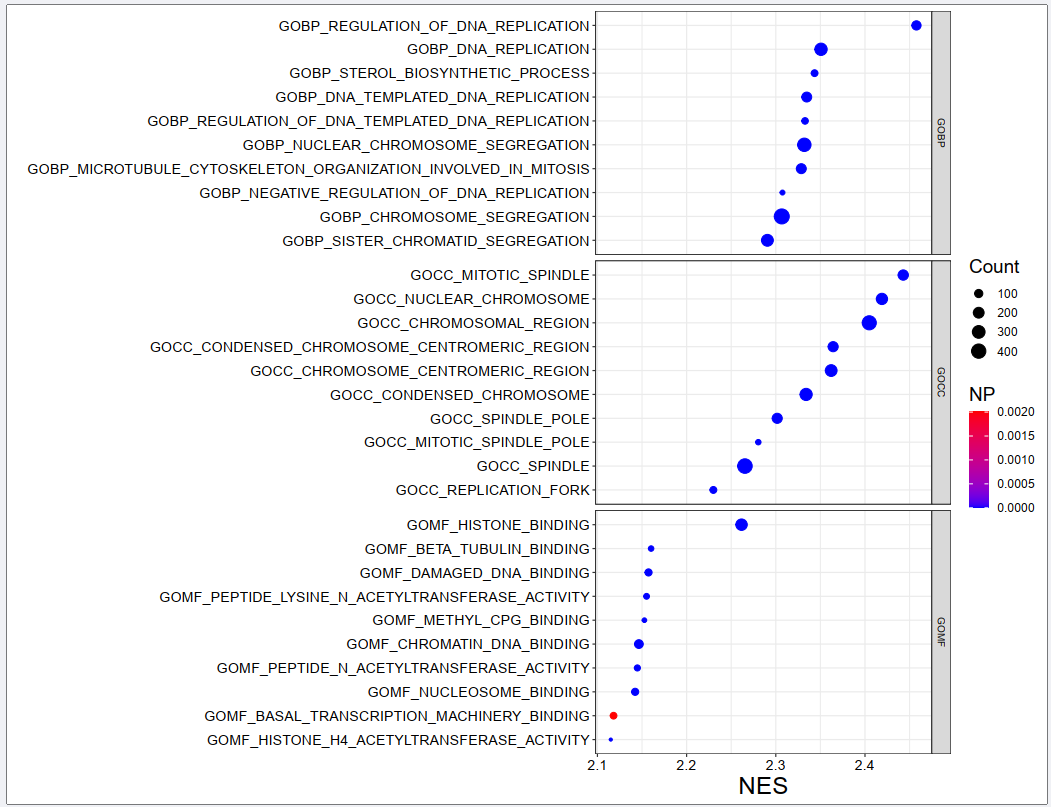 GOBP_REGULATION_OF_DNA_REPLICATION
GOBP_DNA_REPLICATION
GOBP_STEROL_BIOSYNTHETIC_PROCESS
GOBP_DNA_TEMPLATED_DNA_REPLICATION
GOBP_REGULATION_OF_DNA_TEMPLATED_DNA_REPLICATION
GOBP_NUCLEAR_CHROMOSOME_SEGREGATION
GOBP_MICROTUBULE_CYTOSKELETON_ORGANIZATION_INVOLVED_IN_MITOSIS
GOBP_NEGATIVE_REGULATION_OF_DNA_REPLICATION
GOBP_CHROMOSOME_SEGREGATION
GOBP_SISTER_CHROMATID_SEGREGATION
GOBP
GOCC_MITOTIC_SPINDLE
GOCC_NUCLEAR_CHROMOSOME
GOCC_CHROMOSOMAL_REGION
GOCC_CONDENSED_CHROMOSOME_CENTROMERIC_REGION
GOCC_CHROMOSOME_CENTROMERIC_REGION
GOCC_CONDENSED_CHROMOSOME
GOCC_SPINDLE_POLE
GOCC_MITOTIC_SPINDLE_POLE
GOCC_SPINDLE
GOCC_REPLICATION_FORK
GOCC
GOMF_HISTONE_BINDING
GOMF_BETA_TUBULIN_BINDING
GOMF_DAMAGED_DNA_BINDING
GOMF_PEPTIDE_LYSINE_N_ACETYLTRANSFERASE_ACTIVITY
GOMF_METHYL_CPG_BINDING
GOMF_CHROMATIN_DNA_BINDING
GOMF_PEPTIDE_N_ACETYLTRANSFERASE_ACTIVITY
GOMF_NUCLEOSOME_BINDING
GOMF_BASAL_TRANSCRIPTION_MACHINERY_BINDING
GOMF_HISTONE_H4_ACETYLTRANSFERASE_ACTIVITY
GOMF
2.1 2.2 2.3 2.4
NES
Count
100
200
300
400
NP
0.0020
0.0015
0.0010
0.0005
0.0000